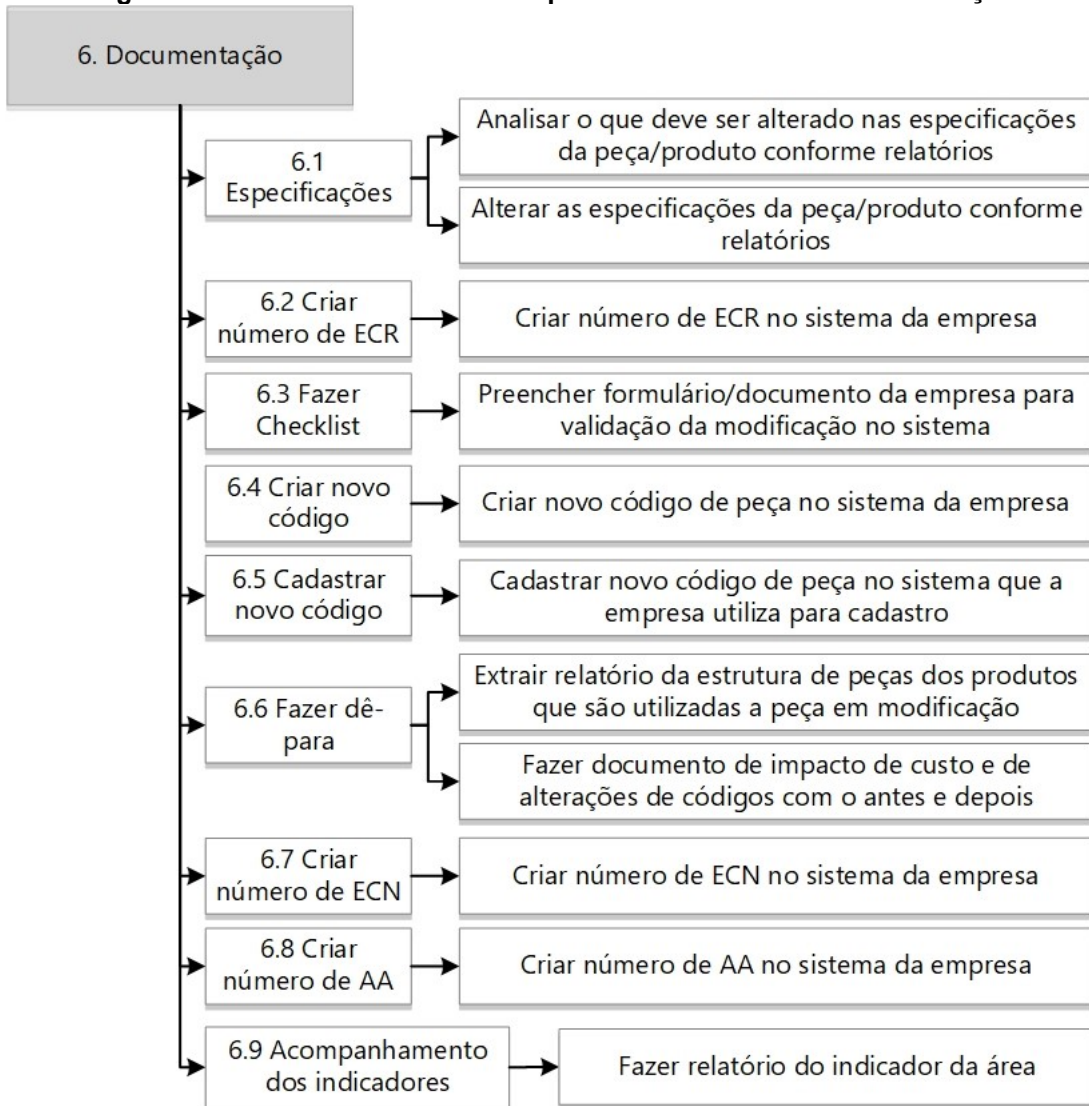 6. Documentação
6.1
Especificações
Analisar o que deve ser alterado nas especificações
da peça/produto conforme relatórios
Alterar as especificações da peça/produto conforme
relatórios
6.2 Criar
número de ECR
Criar número de ECR no sistema da empresa
6.3 Fazer
Checklist
Preencher formulário/documento da empresa para
validação da modificação no sistema
6.4 Criar novo
código
Criar novo código de peça no sistema da empresa
6.5 Cadastrar
novo código
Cadastrar novo código de peça no sistema que a
empresa utiliza para cadastro
6.6 Fazer dê-
para
Extrair relatório da estrutura de peças dos produtos
que são utilizadas a peça em modificação
Fazer documento de impacto de custo e de
alterações de códigos com o antes e depois
6.7 Criar
número de ECN
Criar número de ECN no sistema da empresa
6.8 Criar
número de AA
Criar número de AA no sistema da empresa
6.9 Acompanhamento
dos indicadores
Fazer relatório do indicador da área